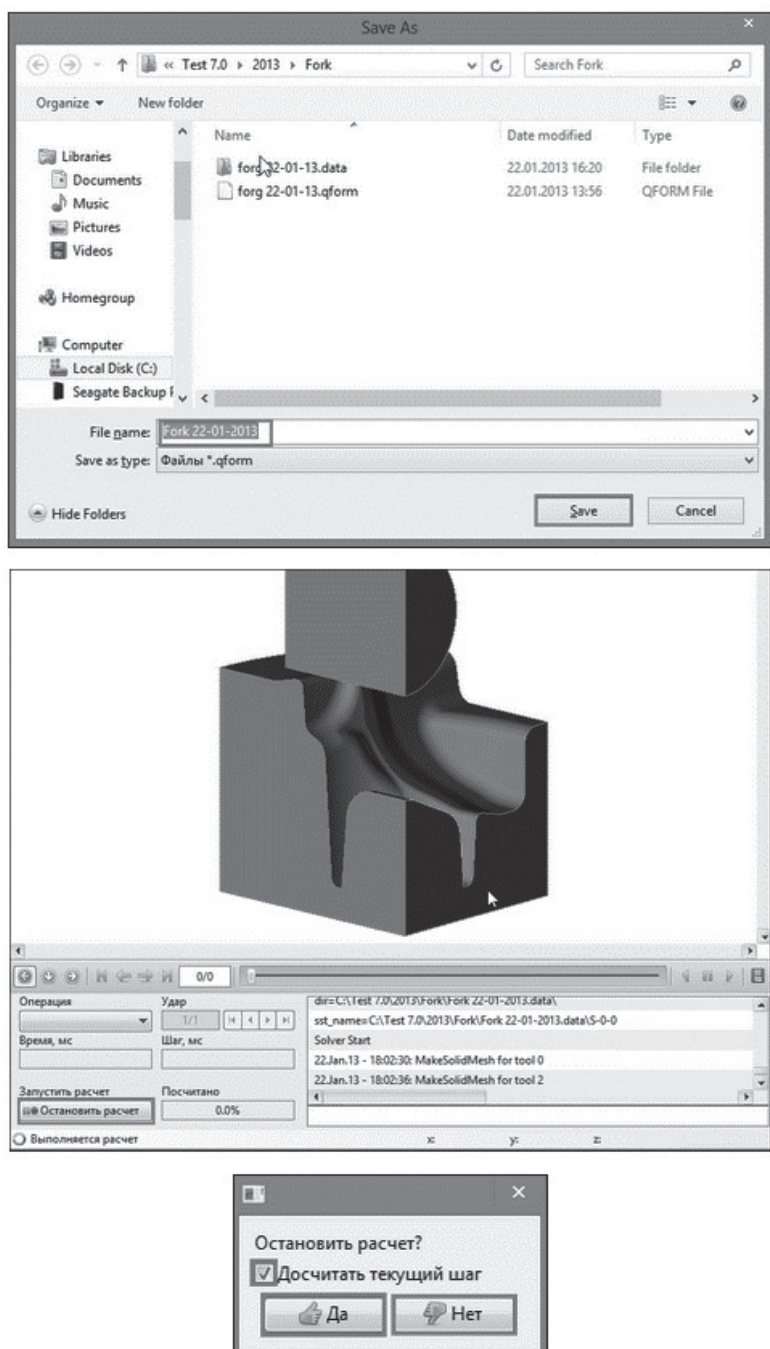 Save As
« Test 7.0 ▸ 2013 ▸ Fork
Search Fork
Organize ▾ New folder
Name Date modified Type
forg 22-01-13.data 22.01.2013 16:20 File folder
forg 22-01-13.qform 22.01.2013 13:56 QFORM File
Libraries
Documents
Music
Pictures
Videos
Homegroup
Computer
Local Disk (C:)
Seagate Backup
File name: Fork 22-01-2013
Save as type: Файлы *.qform
Hide Folders
Save Cancel
0/0
Операция
Удар
1/1
Время, мс
Шаг, мс
Запустить расчет
Посчитано
Остановить расчет
0.0%
dir=C:\Test 7.0\2013\Fork\Fork 22-01-2013.data\
sst_name=C:\Test 7.0\2013\Fork\Fork 22-01-2013.data\S-0-0
Solver Start
22.Jan.13 - 18:02:30: MakeSolidMesh for tool 0
22.Jan.13 - 18:02:36: MakeSolidMesh for tool 2
Выполняется расчет
x: y: z:
Остановить расчет?
Досчитать текущий шаг
Да Нет